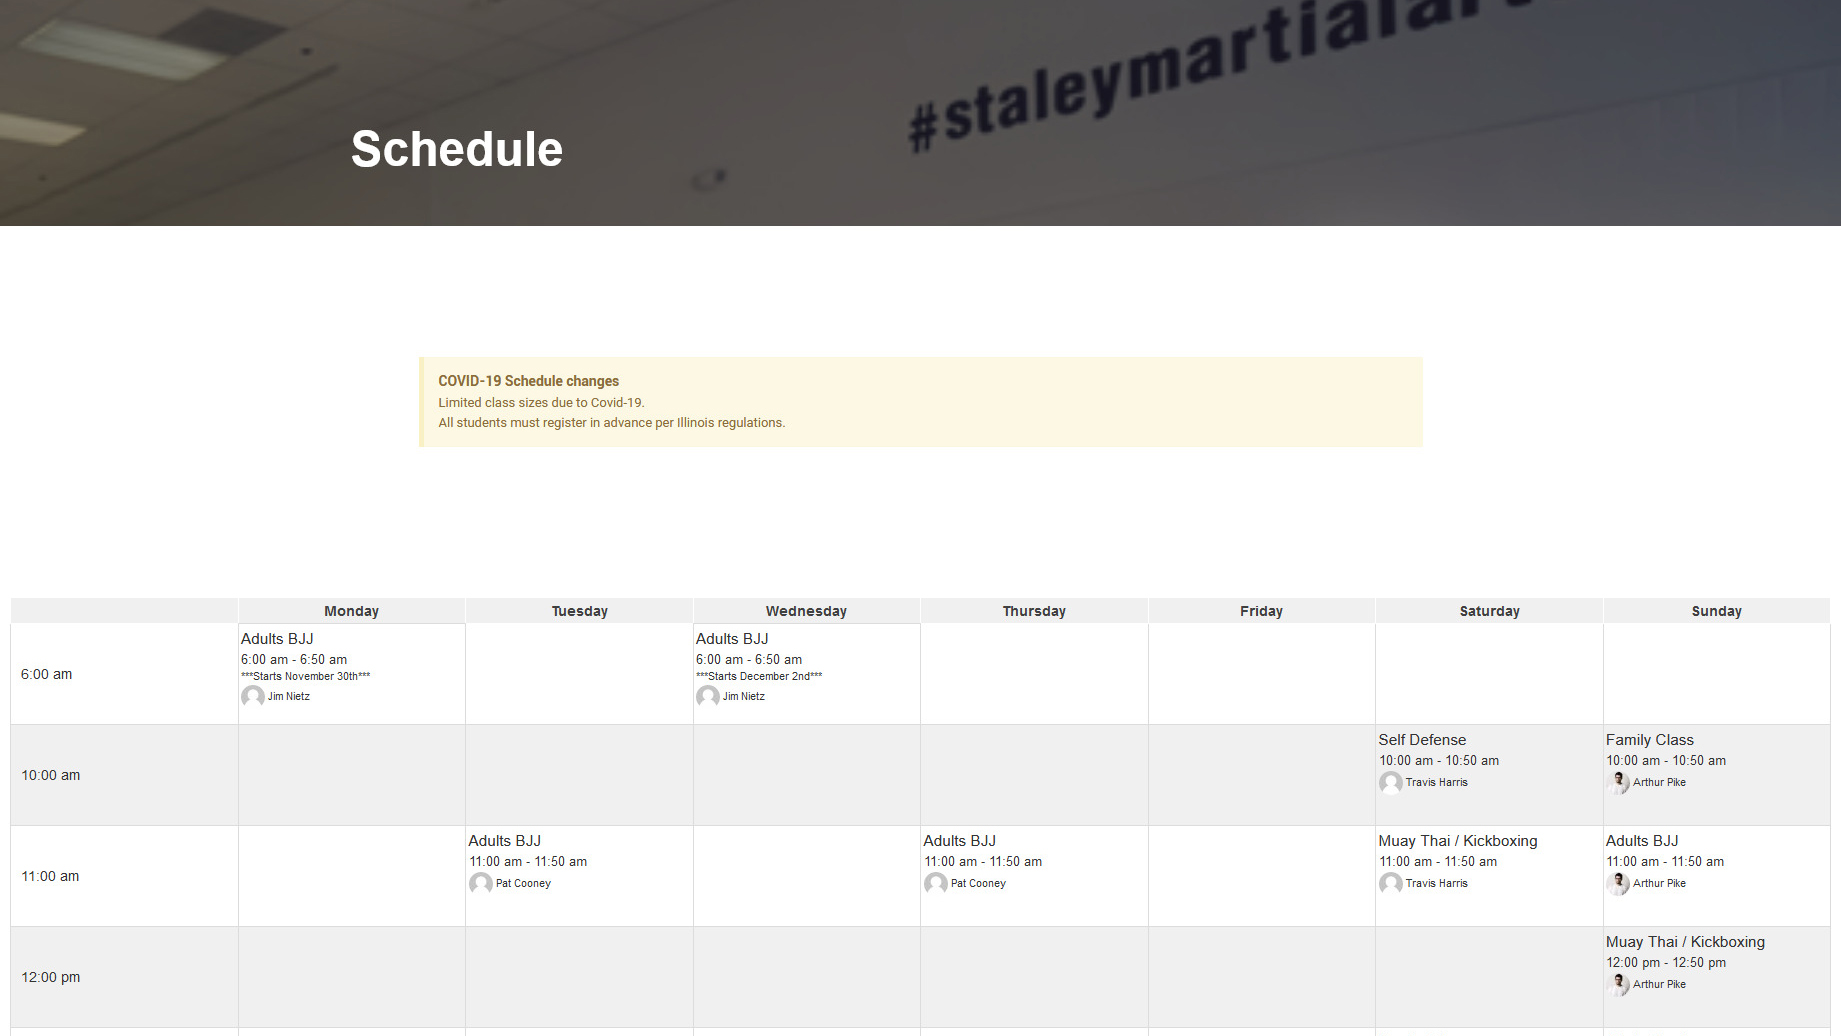 Schedule
COVID-19 Schedule changes
Limited class sizes due to Covid-19.
All students must register in advance per Illinois regulations.
Monday Tuesday Wednesday Thursday Friday Saturday Sunday
6:00 am
Adults BJJ
6:00 am - 6:50 am
***Starts November 30th***
Jim Nietz
Adults BJJ
6:00 am - 6:50 am
***Starts December 2nd***
Jim Nietz
10:00 am
Self Defense
10:00 am - 10:50 am
Travis Harris
Family Class
10:00 am - 10:50 am
Arthur Pike
11:00 am
Adults BJJ
11:00 am - 11:50 am
Pat Cooney
Adults BJJ
11:00 am - 11:50 am
Pat Cooney
Muay Thai / Kickboxing
11:00 am - 11:50 am
Travis Harris
Adults BJJ
11:00 am - 11:50 am
Arthur Pike
12:00 pm
Muay Thai / Kickboxing
12:00 pm - 12:50 pm
Arthur Pike